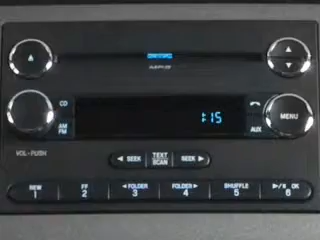 MP3
CD
AM
FM
:15
AUX
MENU
VOL-PUSH
SEEK
TEXT
SCAN
SEEK
REW
1
FF
2
◄ FOLDER
3
FOLDER ►
4
SHUFFLE
5
►/II OK
6